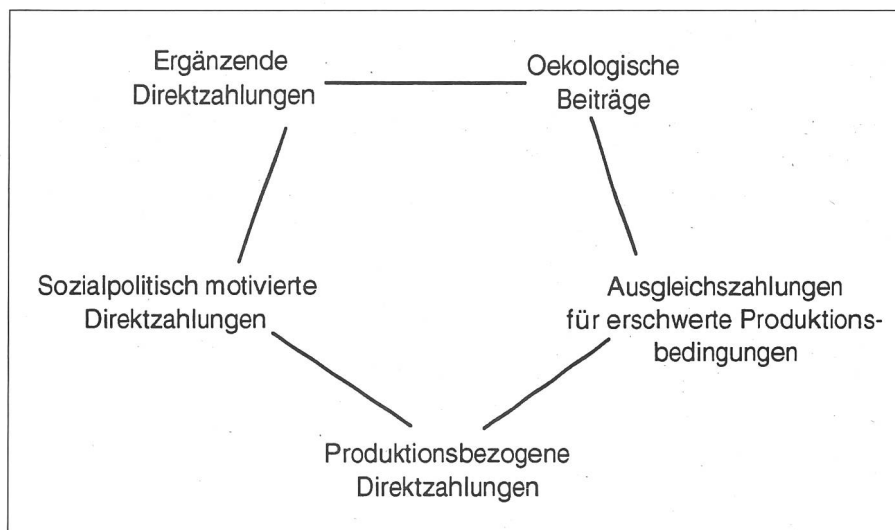 Ergänzende
Direktzahlungen
Oekologische
Beiträge
Sozialpolitisch motivierte
Direktzahlungen
Ausgleichszahlungen
für erschwerte Produktions-
bedingungen
Produktionsbezogene
Direktzahlungen